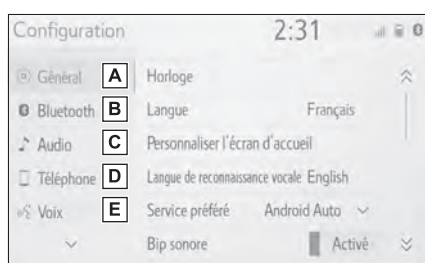 Configuration 2:31
Général A Horloge
Bluetooth B Langue Français
Audio C Personnaliser l'écran d'accueil
Téléphone D Langue de reconnaissance vocale English
Voix E Service préféré Android Auto
Bip sonore Activé